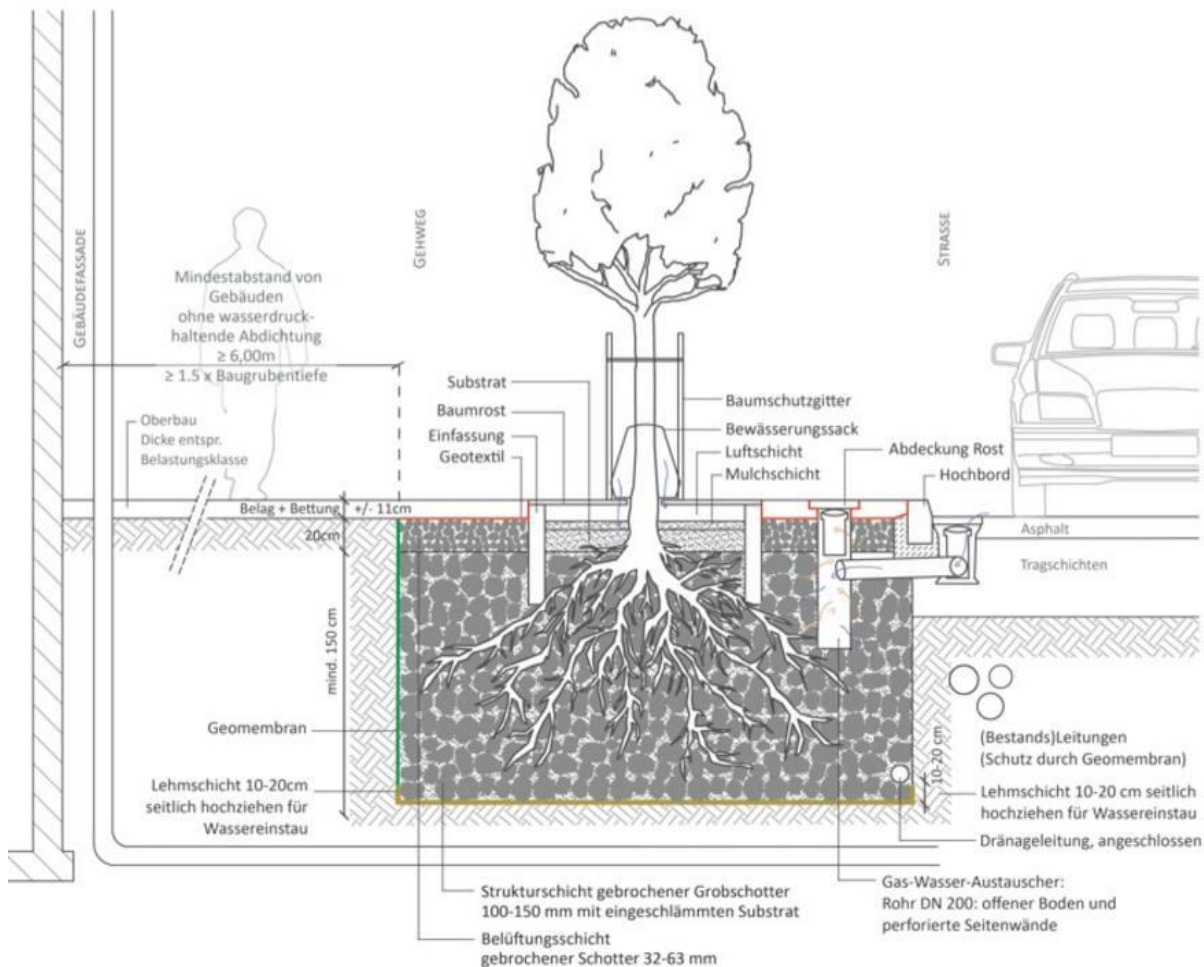 GEBÄUDEFASSADE
Mindestabstand von
Gebäuden
ohne wasserdruck-
haltende Abdichtung
≥ 6,00m
≥ 1.5 x Baugrubentiefe
GEHWEG
STRASSE
Oberbau
Dicke entspr.
Belastungsklasse
Substrat
Baumrost
Einfassung
Geotextil
Baumschutzgitter
Bewässerungssack
Luftschicht
Mulchschicht
Abdeckung Rost
Hochbord
Belag + Bettung
+/- 11cm
20cm
mind. 150 cm
Asphalt
Tragschichten
Geomembran
Lehmschicht 10-20cm
seitlich hochziehen für
Wassereinstau
10-20 cm
(Bestands)Leitungen
(Schutz durch Geomembran)
Lehmschicht 10-20 cm seitlich
hochziehen für Wassereinstau
Dränageleitung, angeschlossen
Strukturschicht gebrochener Grobschotter
100-150 mm mit eingeschlämmten Substrat
Belüftungsschicht
gebrochener Schotter 32-63 mm
Gas-Wasser-Austauscher:
Rohr DN 200: offener Boden und
perforierte Seitenwände